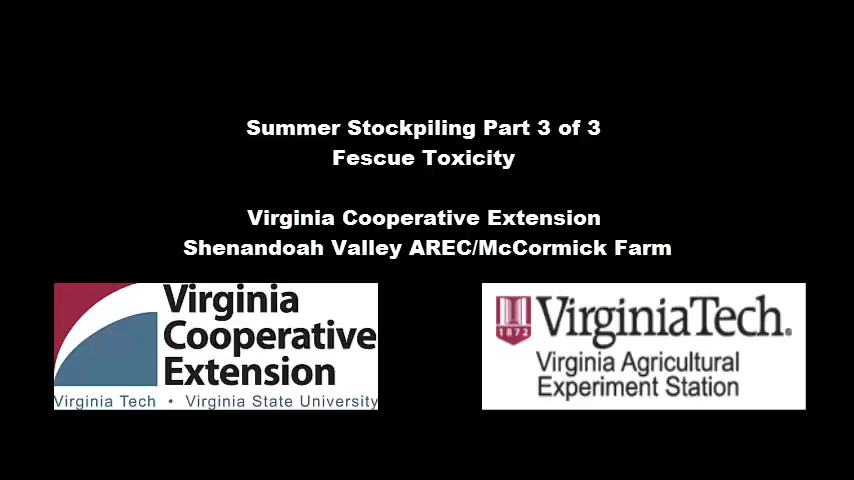 Summer Stockpiling Part 3 of 3
Fescue Toxicity
Virginia Cooperative Extension
Shenandoah Valley AREC/McCormick Farm
Virginia
Cooperative
Extension
Virginia Tech • Virginia State University
1872
VirginiaTech®
Virginia Agricultural
Experiment Station